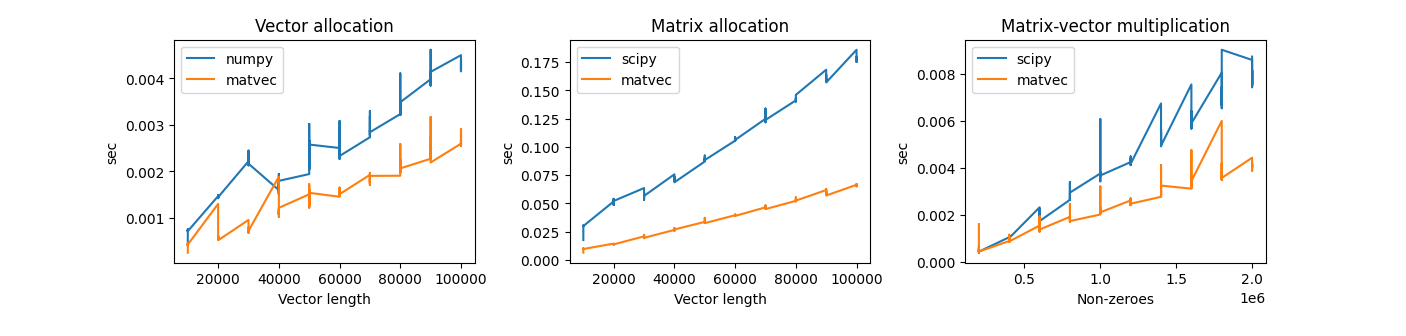 Vector allocation
numpy
matvec
0.004
0.003
0.002
0.001
sec
20000 40000 60000 80000 100000
Vector length
Matrix allocation
scipy
matvec
0.175
0.150
0.125
0.100
0.075
0.050
0.025
0.000
sec
20000 40000 60000 80000 100000
Vector length
Matrix-vector multiplication
scipy
matvec
0.008
0.006
0.004
0.002
0.000
sec
0.5 1.0 1.5 2.0
Non-zeroes
1e6